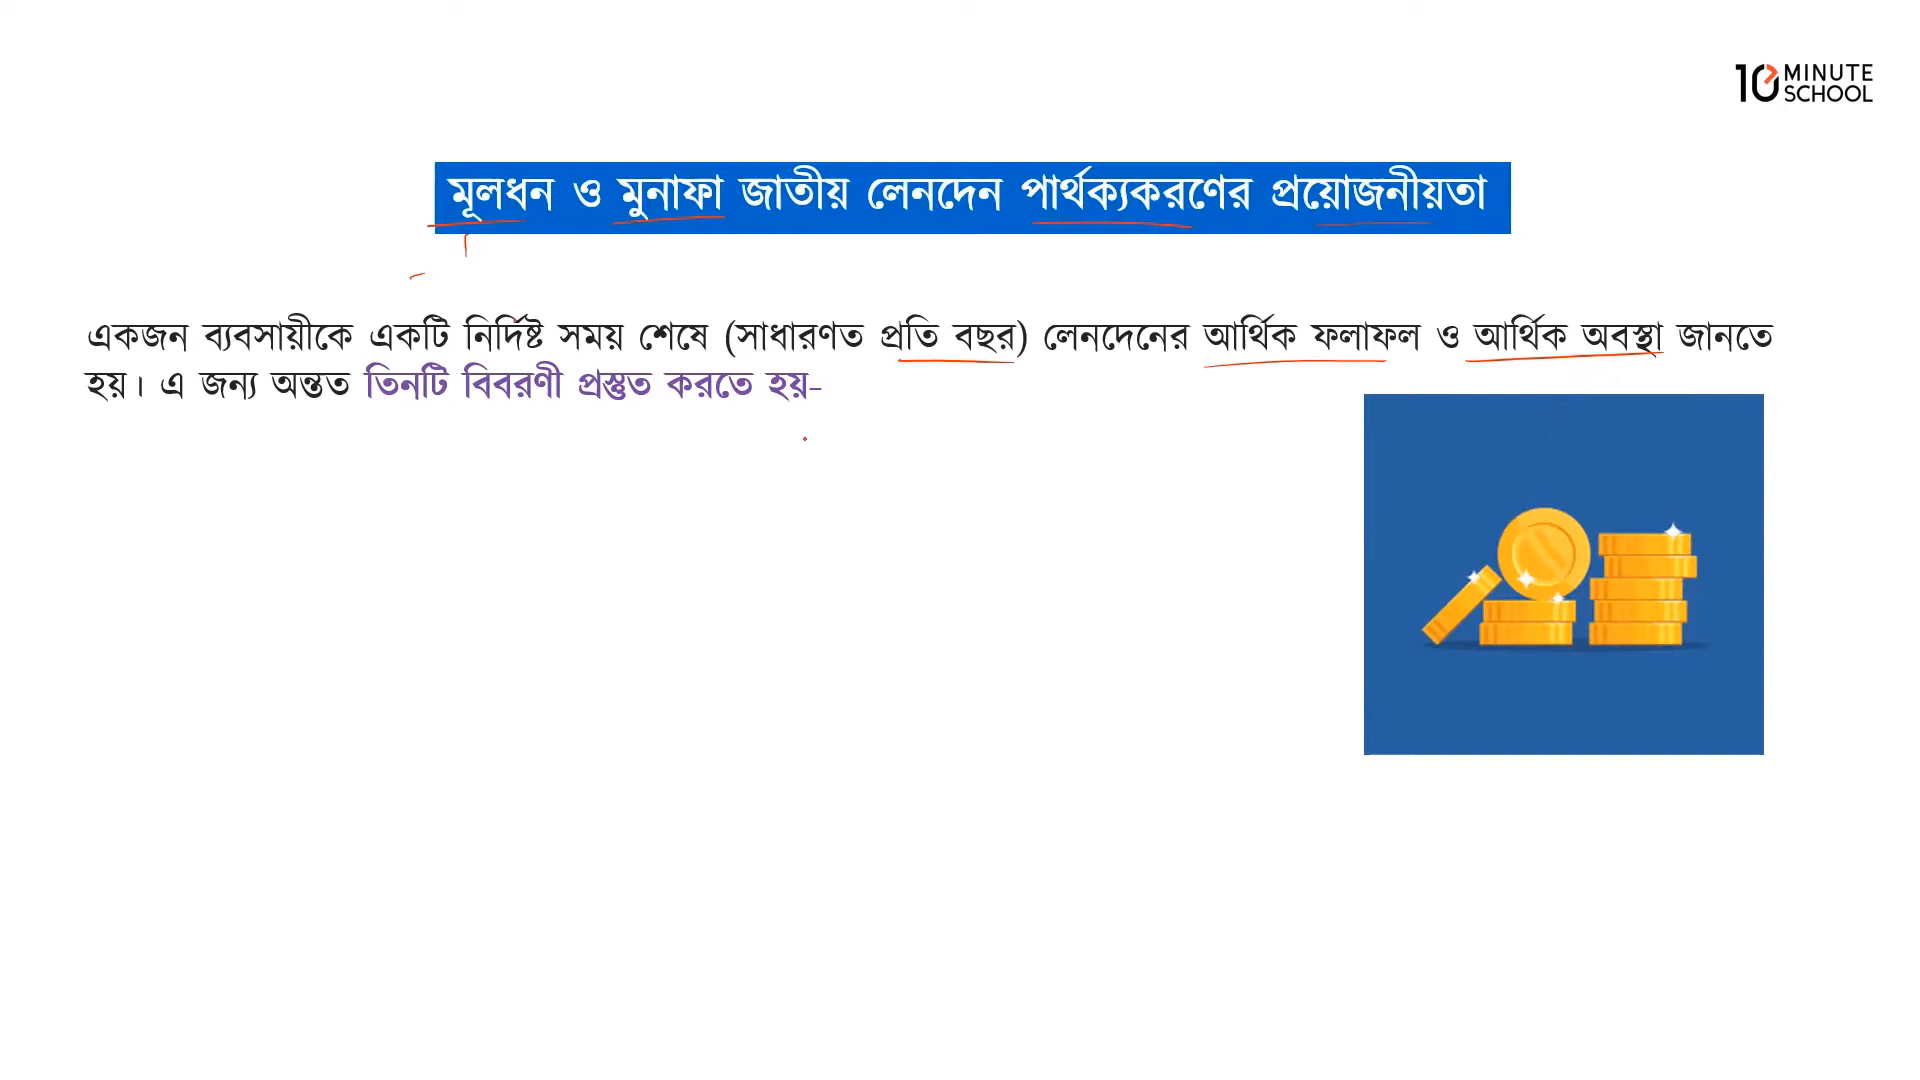 10 MINUTE SCHOOL
মূলধন ও মুনাফা জাতীয় লেনদেন পার্থক্যকরণের প্রয়োজনীয়তা
একজন ব্যবসায়ীকে একটি নির্দিষ্ট সময় শেষে (সাধারণত প্রতি বছর) লেনদেনের আর্থিক ফলাফল ও আর্থিক অবস্থা জানতে
হয়। এ জন্য অন্তত তিনটি বিবরণী প্রস্তুত করতে হয়-